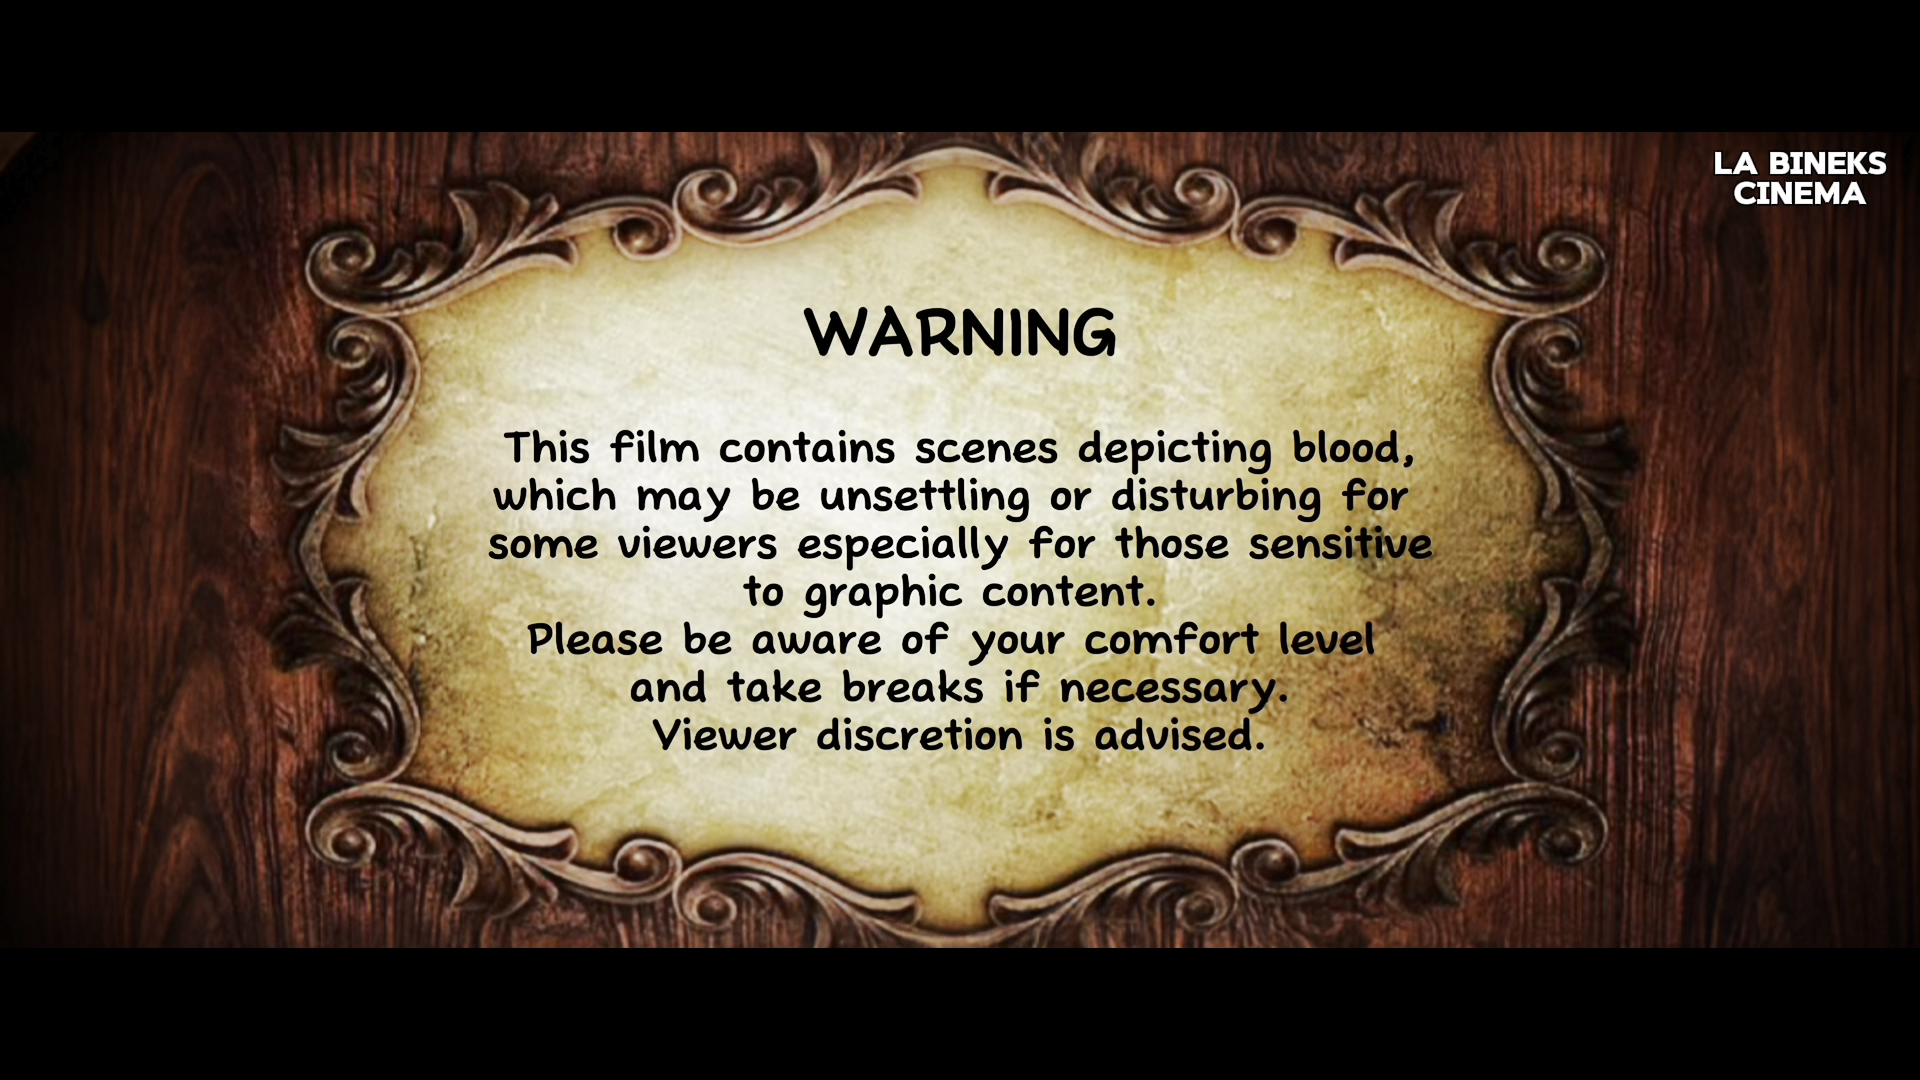 LA BINEKS
CINEMA
WARNING
This film contains scenes depicting blood,
which may be unsettling or disturbing for
some viewers especially for those sensitive
to graphic content.
Please be aware of your comfort level
and take breaks if necessary.
Viewer discretion is advised.